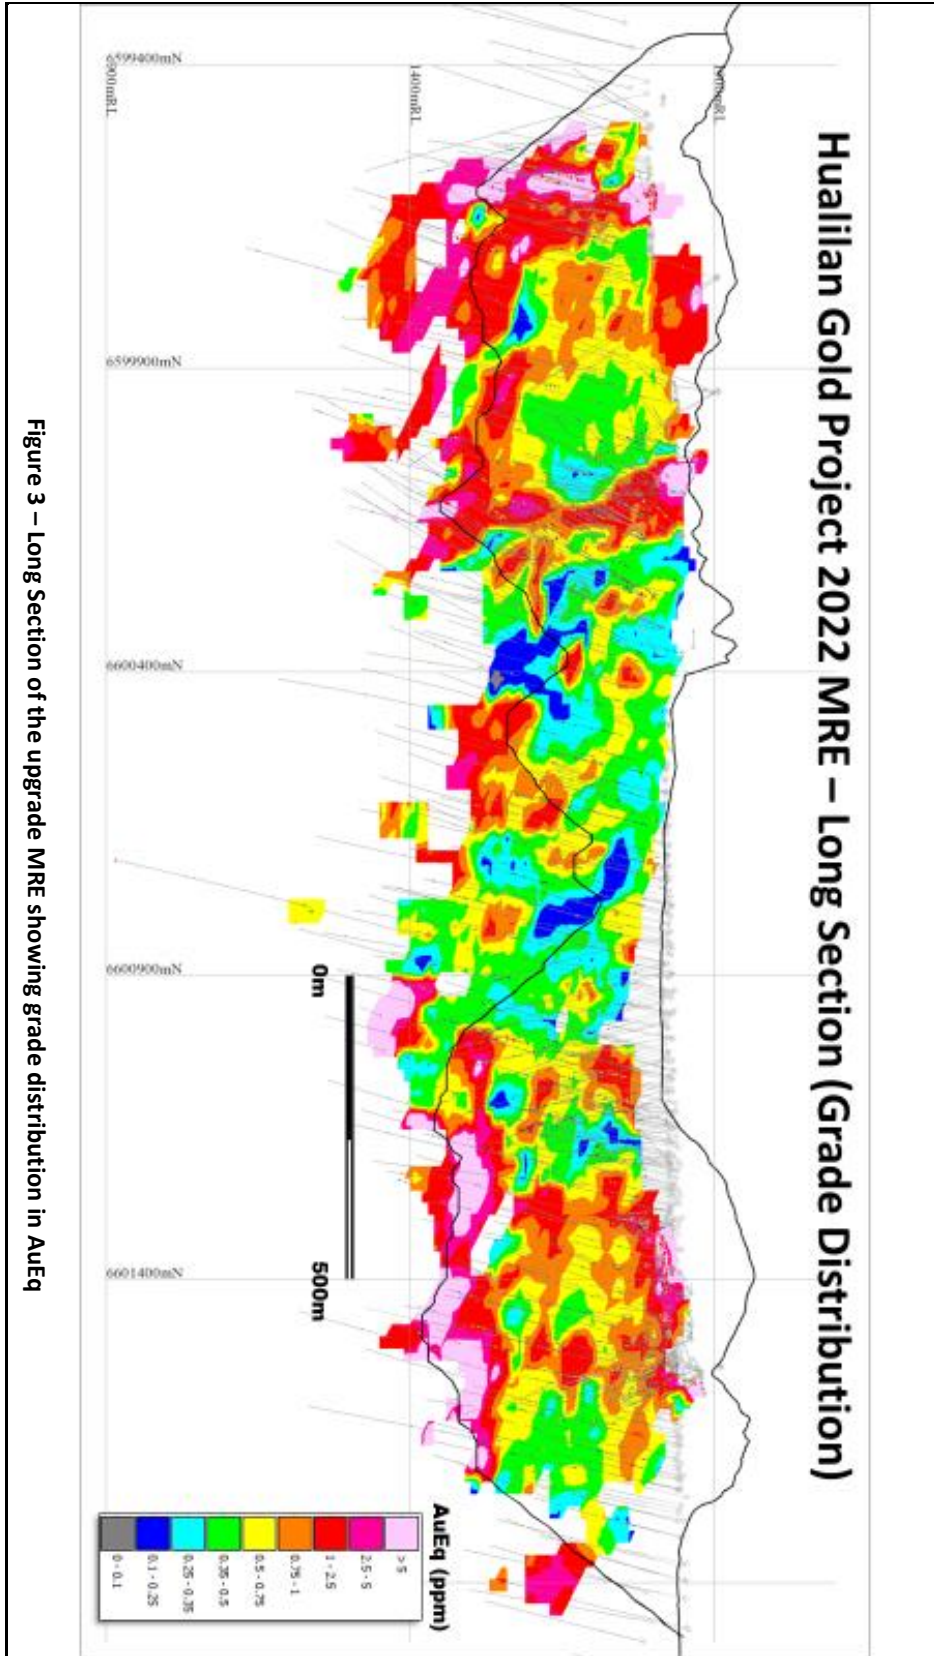 Hualilan Gold Project 2022 MRE – Long Section (Grade Distribution)
6599400mN
6599900mN
6600400mN
6600900mN
6601400mN
1400mRL
900mRL
0m
500m
AuEq (ppm)
> 5
2.5 - 5
1 - 2.5
0.75 - 1
0.5 - 0.75
0.35 - 0.5
0.25 - 0.35
0.1 - 0.25
0 - 0.1
Figure 3 – Long Section of the upgrade MRE showing grade distribution in AuEq